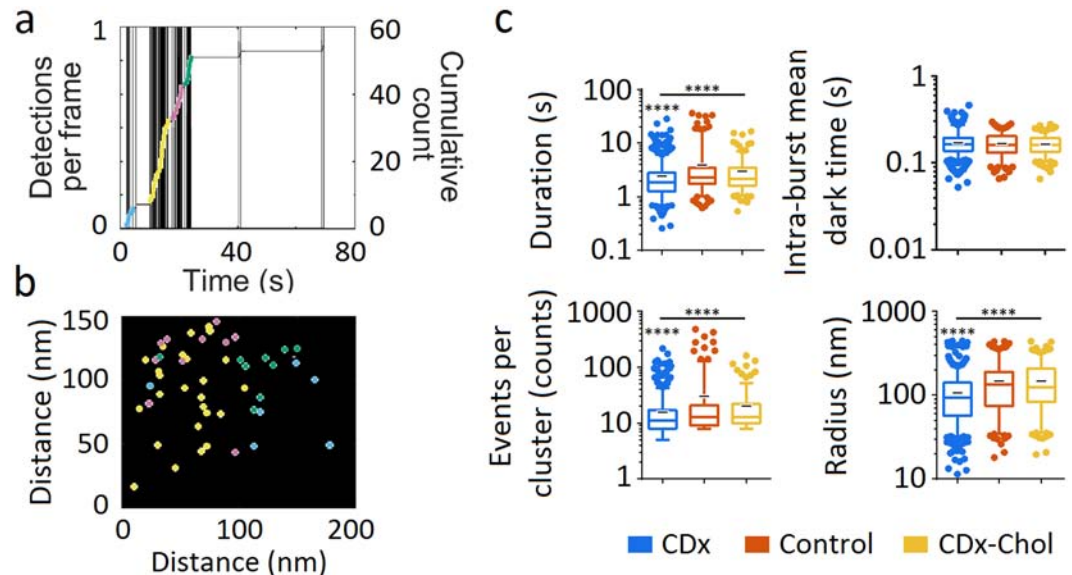 a
1
0
Detections
per frame
60
40
20
0
Cumulative
count
0
40
80
Time (s)
b
150
100
50
0
Distance (nm)
0
100
200
Distance (nm)
c
Duration (s)
100
10
1
0.1
****
****
Intra-burst mean
dark time (s)
1
0.1
0.01
Events per
cluster (counts)
1000
100
10
1
****
****
Radius (nm)
1000
100
10
****
****
CDx
Control
CDx-Chol